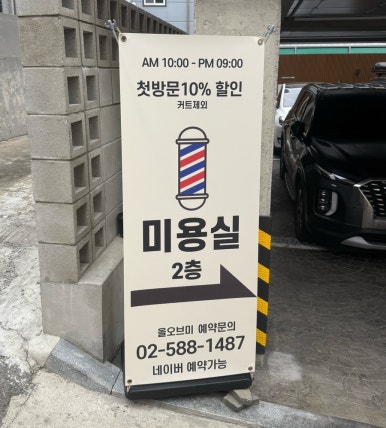 AM 10:00 - PM 09:00
첫방문10% 할인
커트제외
미용실
2층
올오브미 예약문의
02-588-1487
네이버 예약가능